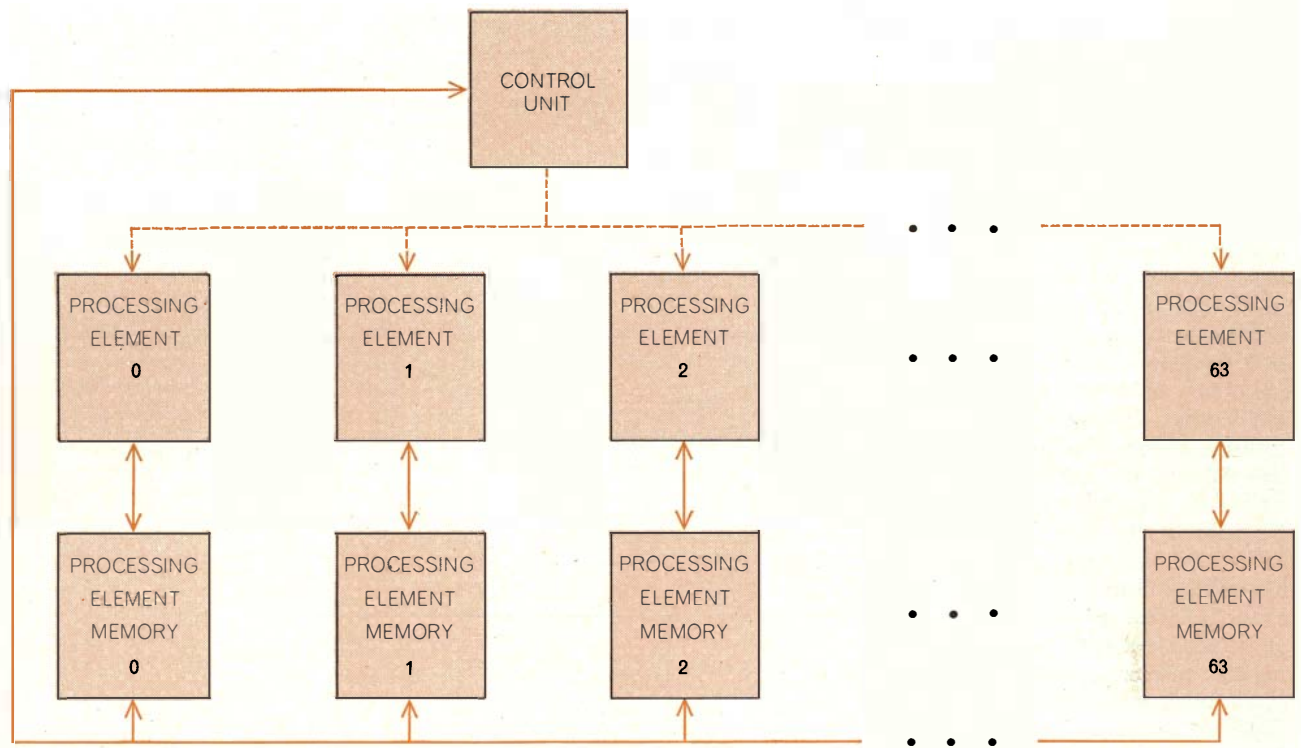 CONTROL
UNIT
PROCESSING
ELEMENT
0
PROCESSING
ELEMENT
1
PROCESSING
ELEMENT
2
PROCESSING
ELEMENT
63
PROCESSING
ELEMENT
MEMORY
0
PROCESSING
ELEMENT
MEMORY
1
PROCESSING
ELEMENT
MEMORY
2
PROCESSING
ELEMENT
MEMORY
63